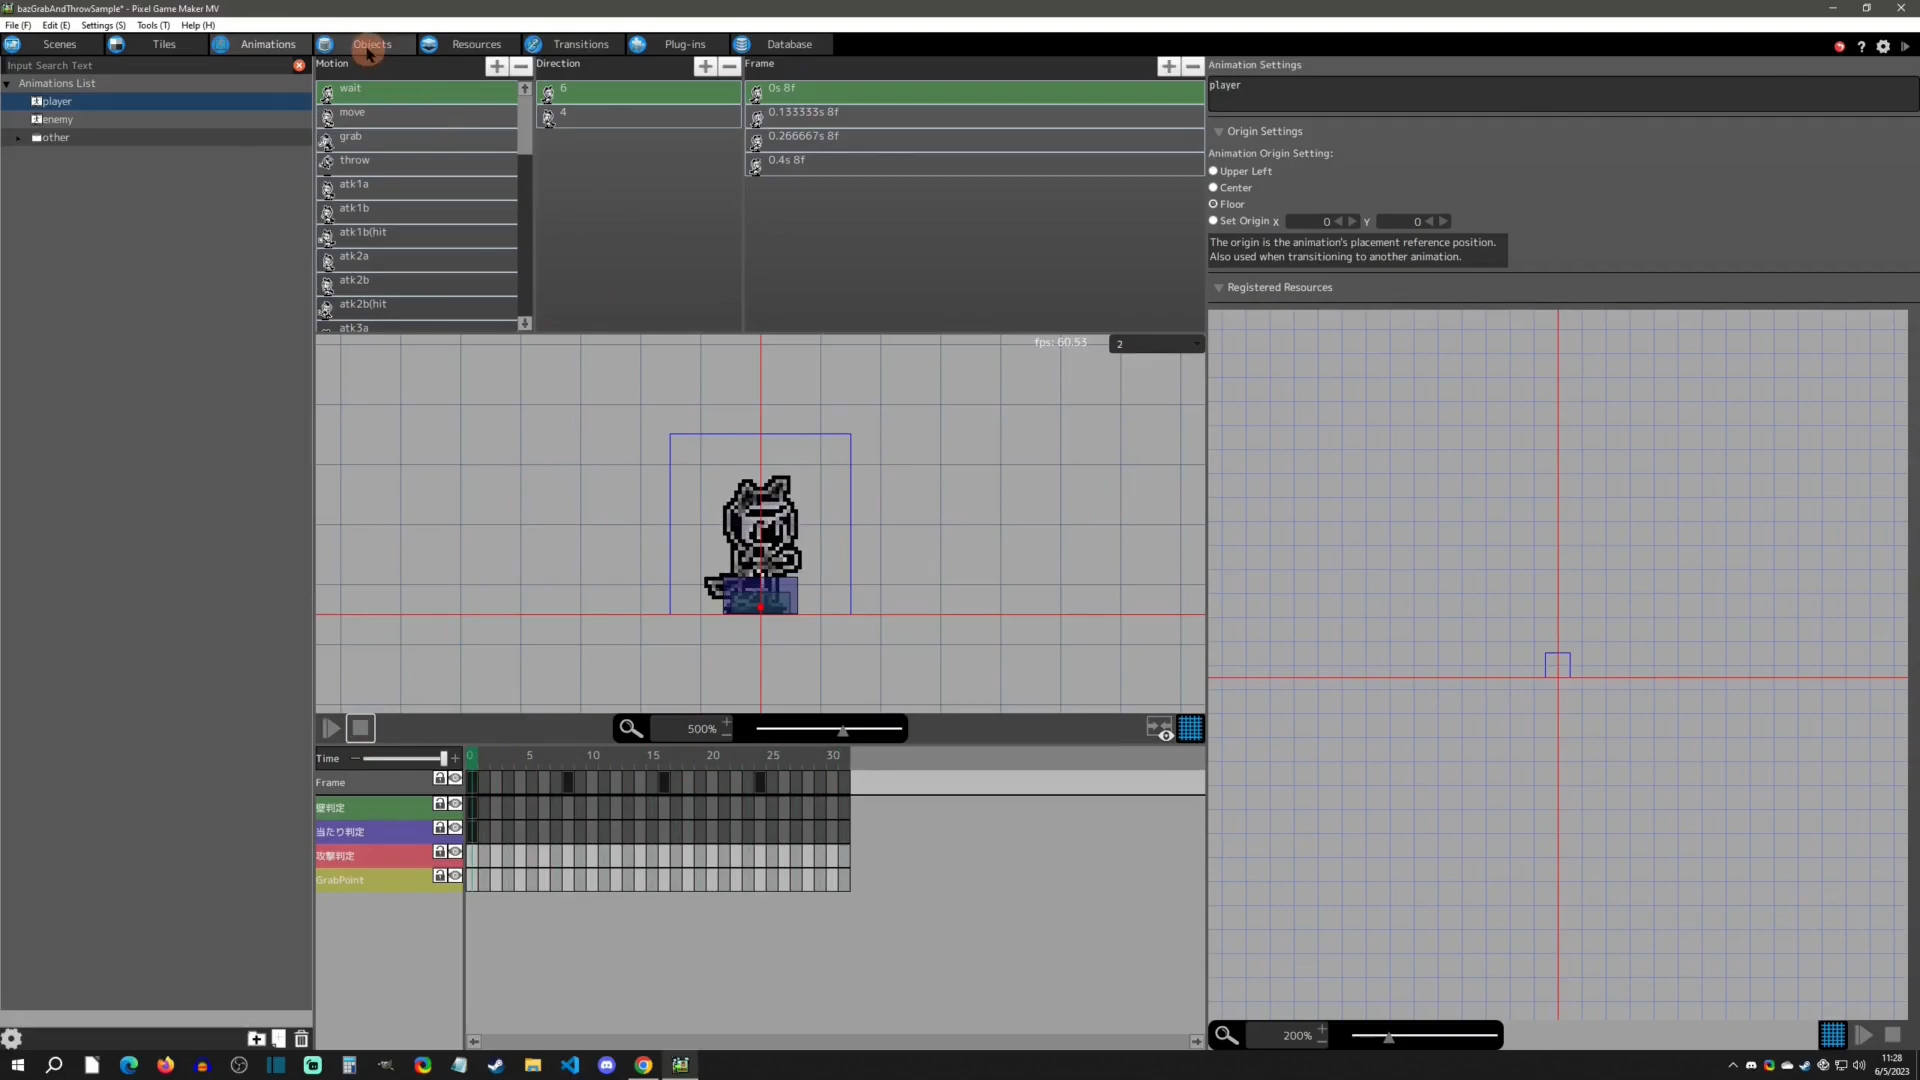 bazGrabAndThrowSample* - Pixel Game Maker MV
File (F) Edit (E) Settings (S) Tools (T) Help (H)
Scenes Tiles Animations Objects Resources Transitions Plug-ins Database
Input Search Text
Animations List
player
enemy
other
Motion
wait
move
grab
throw
atk1a
atk1b
atk1b(hit
atk2a
atk2b
atk2b(hit
atk3a
Direction
6
4
Frame
0s 8f
0.133333s 8f
0.266667s 8f
0.4s 8f
fps: 60.53
2
500%
Time
0 5 10 15 20 25 30
Frame
壁判定
当たり判定
攻撃判定
GrabPoint
Animation Settings
player
Origin Settings
Animation Origin Setting:
Upper Left
Center
Floor
Set Origin X 0 Y 0
The origin is the animation's placement reference position.
Also used when transitioning to another animation.
Registered Resources
200%
11:28
6/5/2023